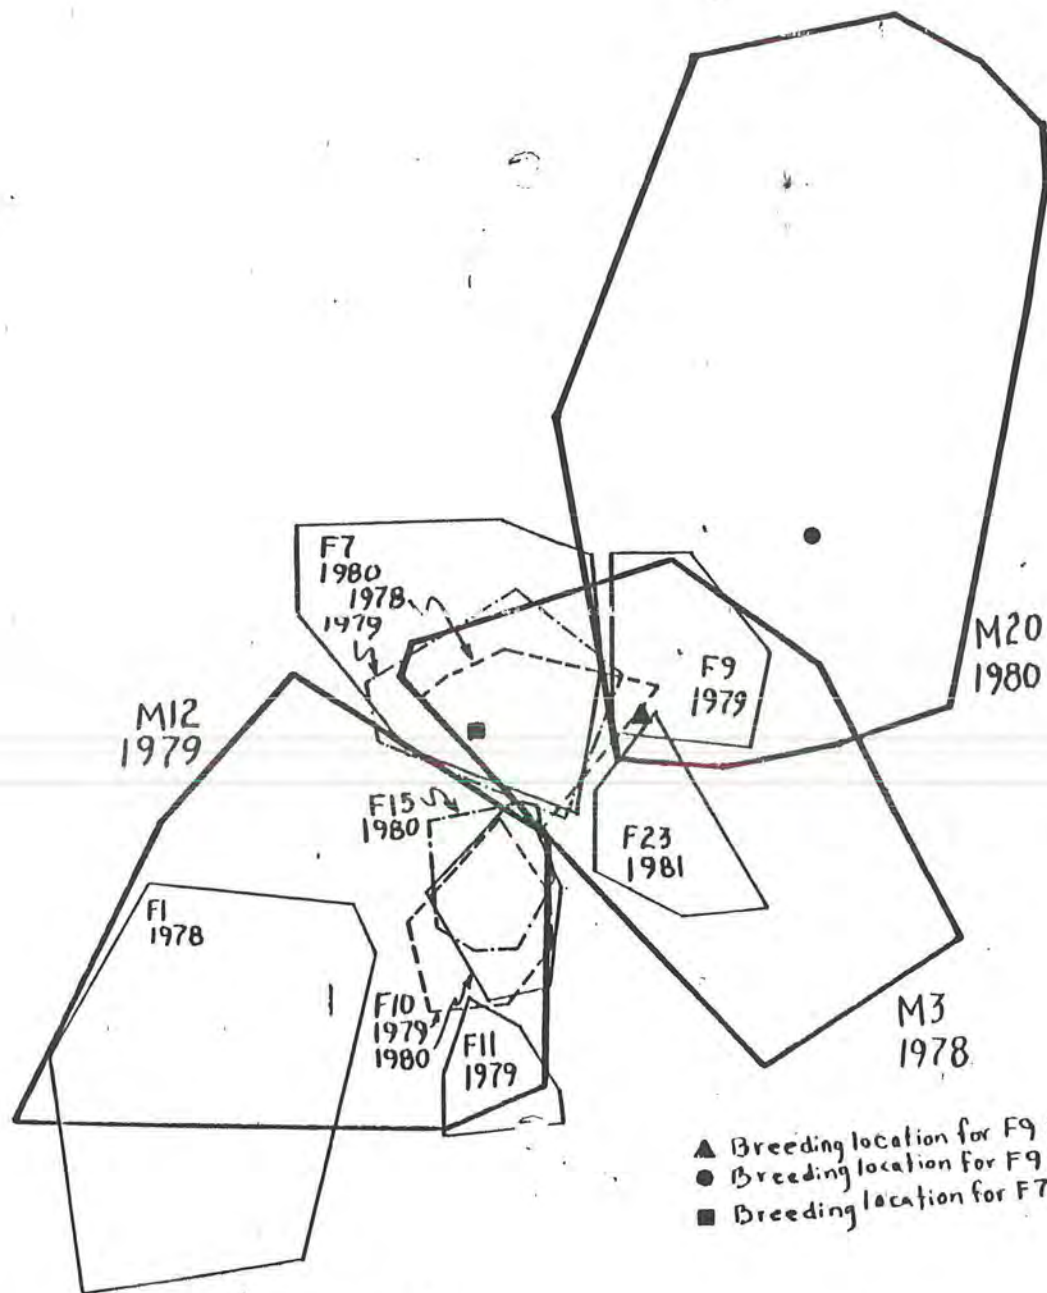 F7
1980
1978
1979
M20
1980
F9
1979
M12
1979
F15
1980
F23
1981
F1
1978
F10
1979
1980
F11
1979
M3
1978
▲ Breeding location for F9
● Breeding location for F9
■ Breeding location for F7